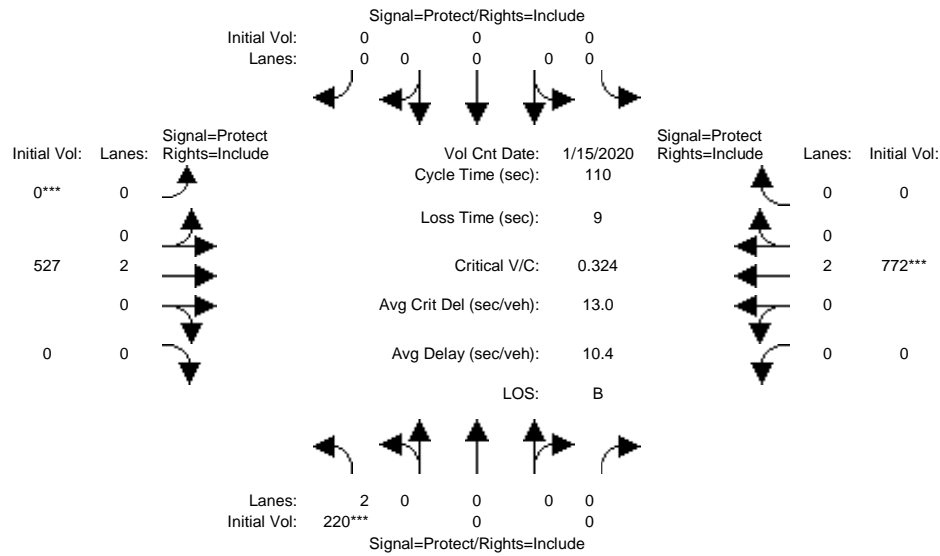 Signal=Protect/Rights=Include
Initial Vol: 0 0 0
Lanes: 0 0 0 0 0
Signal=Protect
Initial Vol: Lanes: Rights=Include
Vol Cnt Date: 1/15/2020
Signal=Protect
Rights=Include Lanes: Initial Vol:
Cycle Time (sec): 110
0*** 0 0 0
Loss Time (sec): 9
0 0
527 2 Critical V/C: 0.324 2 772***
0 Avg Crit Del (sec/veh): 13.0 0
0 0 Avg Delay (sec/veh): 10.4 0 0
LOS: B
Lanes: 2 0 0 0 0
Initial Vol: 220*** 0 0
Signal=Protect/Rights=Include